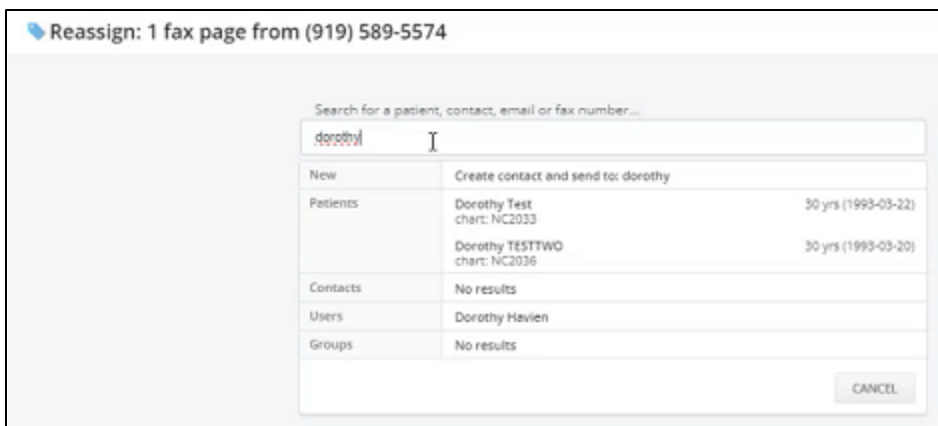 Reassign: 1 fax page from (919) 589-5574
Search for a patient, contact, email or fax number...
dorothy
New Create contact and send to: dorothy
Patients Dorothy Test 30 yrs (1993-03-22)
chart: NC2033
Dorothy TESTTWO 30 yrs (1993-03-20)
chart: NC2036
Contacts No results
Users Dorothy Havien
Groups No results
CANCEL